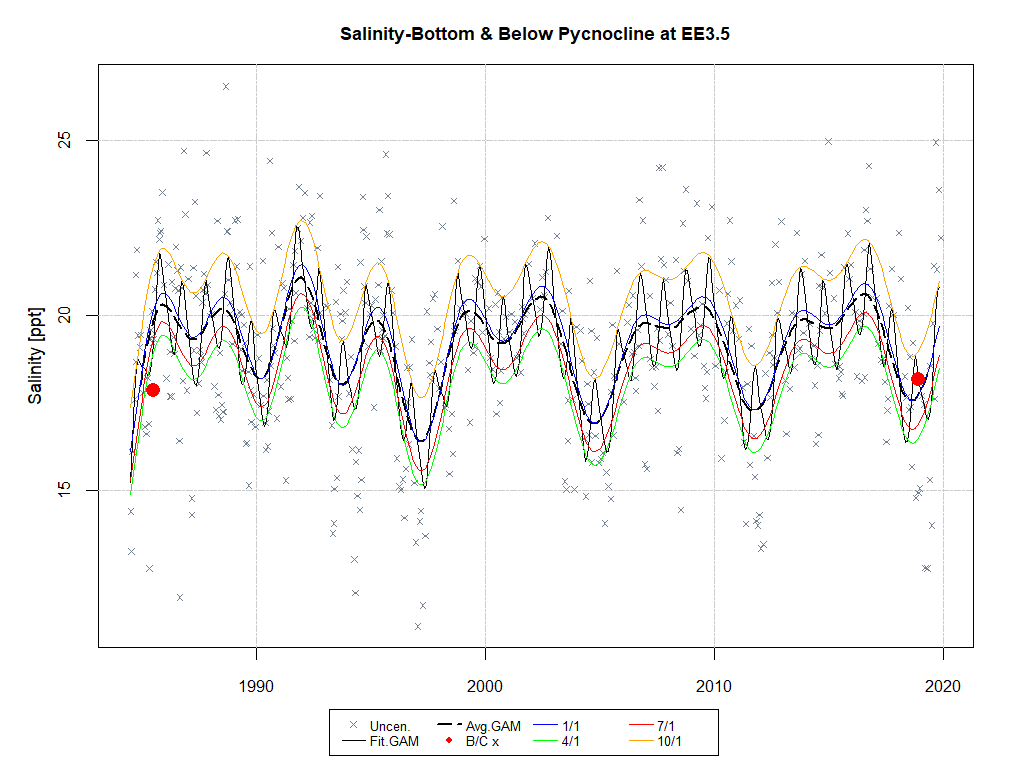 Salinity-Bottom & Below Pycnocline at EE3.5
Salinity [ppt]
25
20
15
1990 2000 2010 2020
Uncen. Avg.GAM 1/1 7/1
Fit.GAM B/C x 4/1 10/1